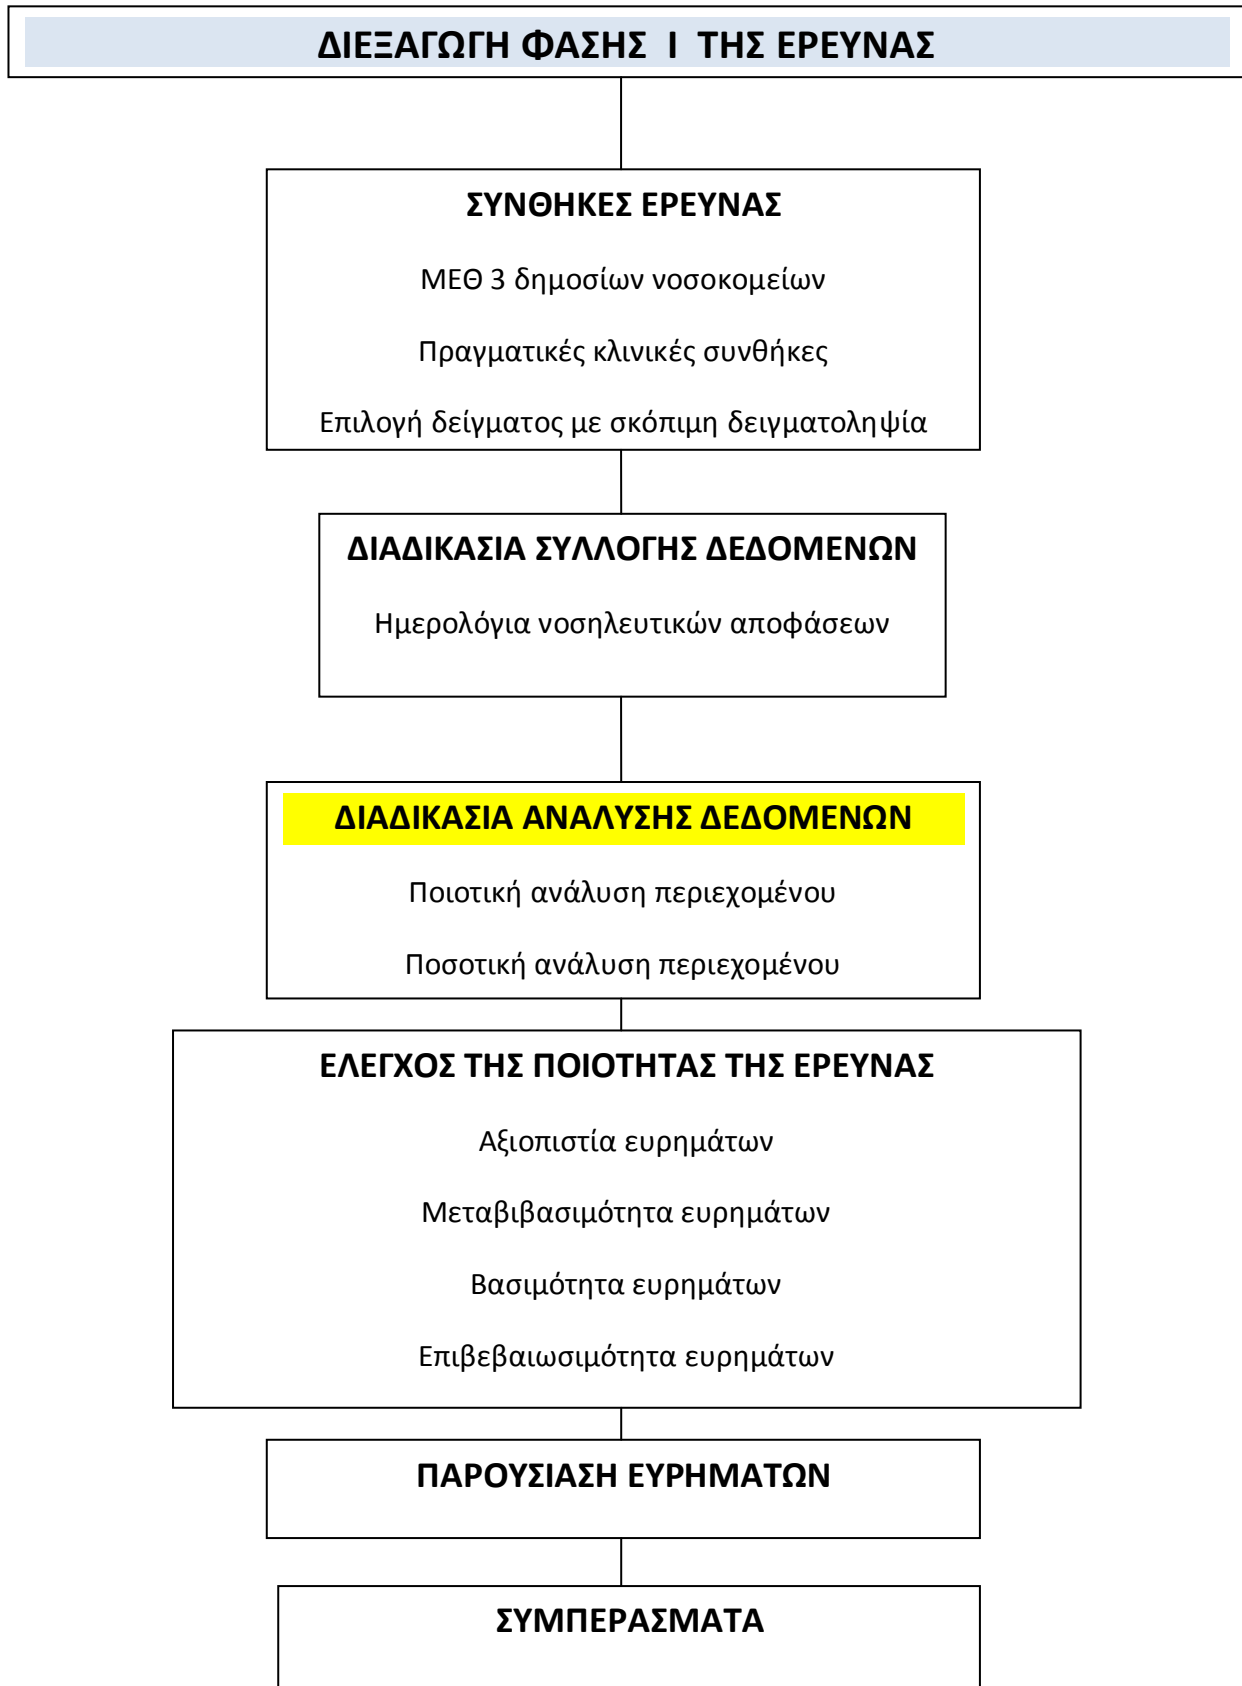 ΔΙΕΞΑΓΩΓΗ ΦΑΣΗΣ Ι ΤΗΣ ΕΡΕΥΝΑΣ
ΣΥΝΘΗΚΕΣ ΕΡΕΥΝΑΣ
ΜΕΘ 3 δημοσίων νοσοκομείων
Πραγματικές κλινικές συνθήκες
Επιλογή δείγματος με σκόπιμη δειγματοληψία
ΔΙΑΔΙΚΑΣΙΑ ΣΥΛΛΟΓΗΣ ΔΕΔΟΜΕΝΩΝ
Ημερολόγια νοσηλευτικών αποφάσεων
ΔΙΑΔΙΚΑΣΙΑ ΑΝΑΛΥΣΗΣ ΔΕΔΟΜΕΝΩΝ
Ποιοτική ανάλυση περιεχομένου
Ποσοτική ανάλυση περιεχομένου
ΕΛΕΓΧΟΣ ΤΗΣ ΠΟΙΟΤΗΤΑΣ ΤΗΣ ΕΡΕΥΝΑΣ
Αξιοπιστία ευρημάτων
Μεταβιβασιμότητα ευρημάτων
Βασιμότητα ευρημάτων
Επιβεβαιωσιμότητα ευρημάτων
ΠΑΡΟΥΣΙΑΣΗ ΕΥΡΗΜΑΤΩΝ
ΣΥΜΠΕΡΑΣΜΑΤΑ